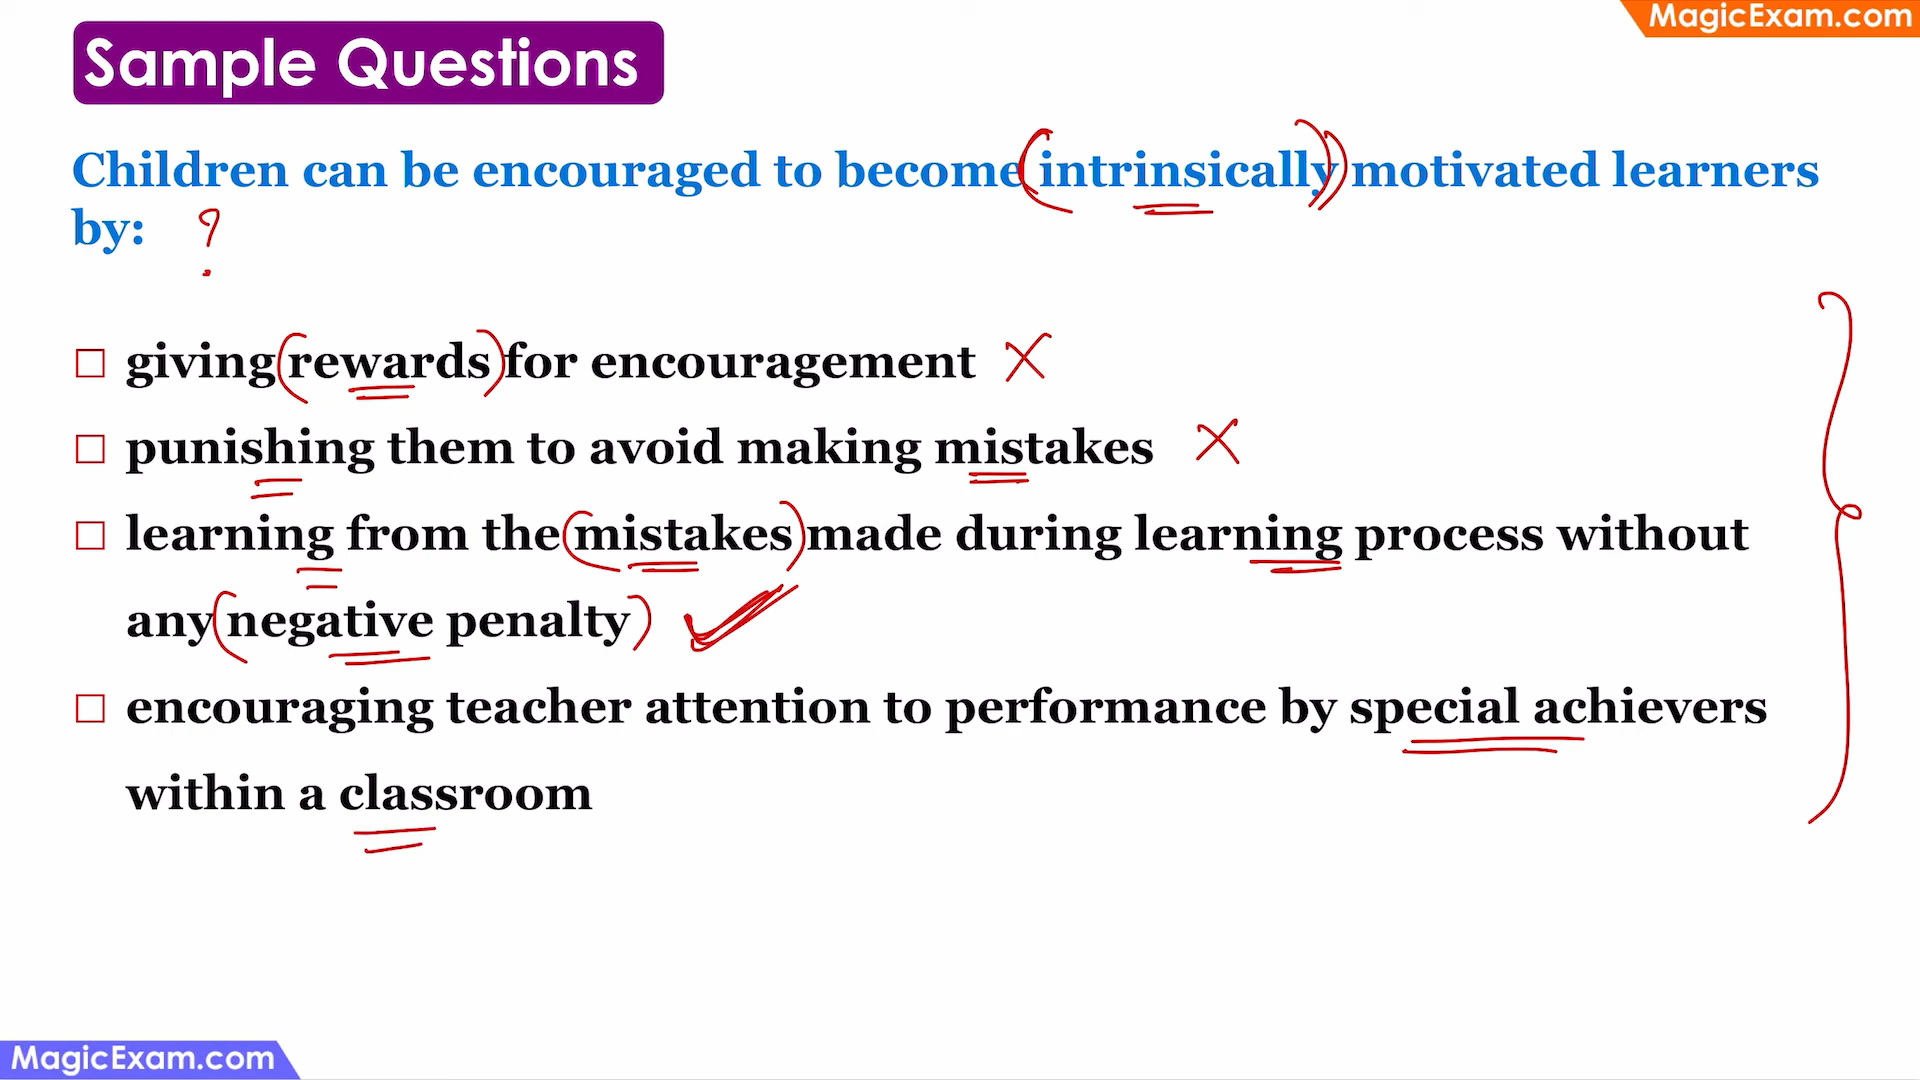 MagicExam.com
Sample Questions
Children can be encouraged to become intrinsically motivated learners
by: ?
giving rewards for encouragement
punishing them to avoid making mistakes
learning from the mistakes made during learning process without
any negative penalty
encouraging teacher attention to performance by special achievers
within a classroom
MagicExam.com